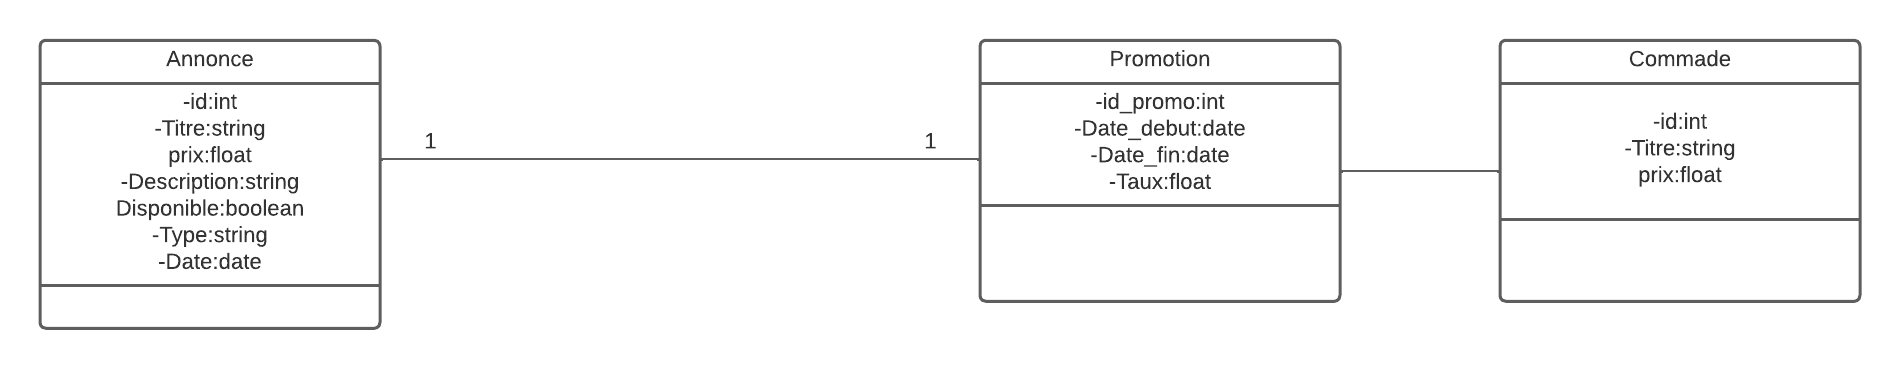 Annonce
-id:int
-Titre:string
prix:float
-Description:string
Disponible:boolean
-Type:string
-Date:date
1
1
Promotion
-id_promo:int
-Date_debut:date
-Date_fin:date
-Taux:float
Commade
-id:int
-Titre:string
prix:float